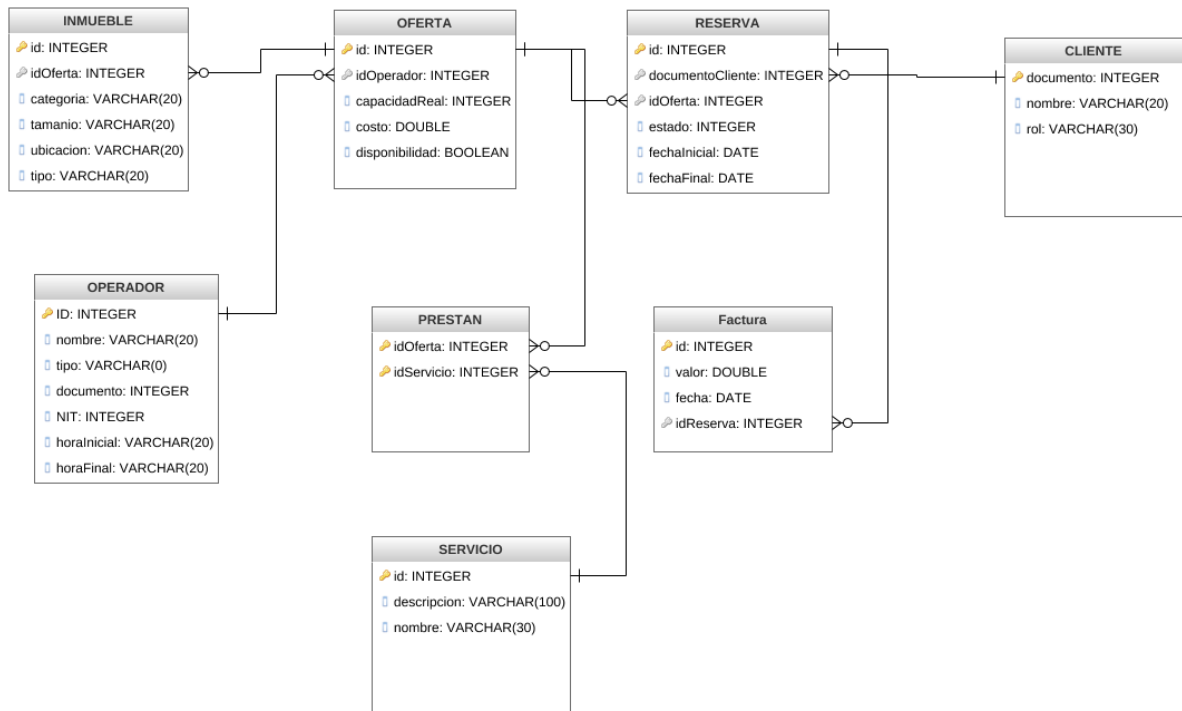 INMUEBLE
id: INTEGER
idOferta: INTEGER
categoria: VARCHAR(20)
tamanio: VARCHAR(20)
ubicacion: VARCHAR(20)
tipo: VARCHAR(20)
OFERTA
id: INTEGER
idOperador: INTEGER
capacidadReal: INTEGER
costo: DOUBLE
disponibilidad: BOOLEAN
RESERVA
id: INTEGER
documentoCliente: INTEGER
idOferta: INTEGER
estado: INTEGER
fechaInicial: DATE
fechaFinal: DATE
CLIENTE
documento: INTEGER
nombre: VARCHAR(20)
rol: VARCHAR(30)
OPERADOR
ID: INTEGER
nombre: VARCHAR(20)
tipo: VARCHAR(0)
documento: INTEGER
NIT: INTEGER
horaInicial: VARCHAR(20)
horaFinal: VARCHAR(20)
PRESTAN
idOferta: INTEGER
idServicio: INTEGER
Factura
id: INTEGER
valor: DOUBLE
fecha: DATE
idReserva: INTEGER
SERVICIO
id: INTEGER
descripcion: VARCHAR(100)
nombre: VARCHAR(30)